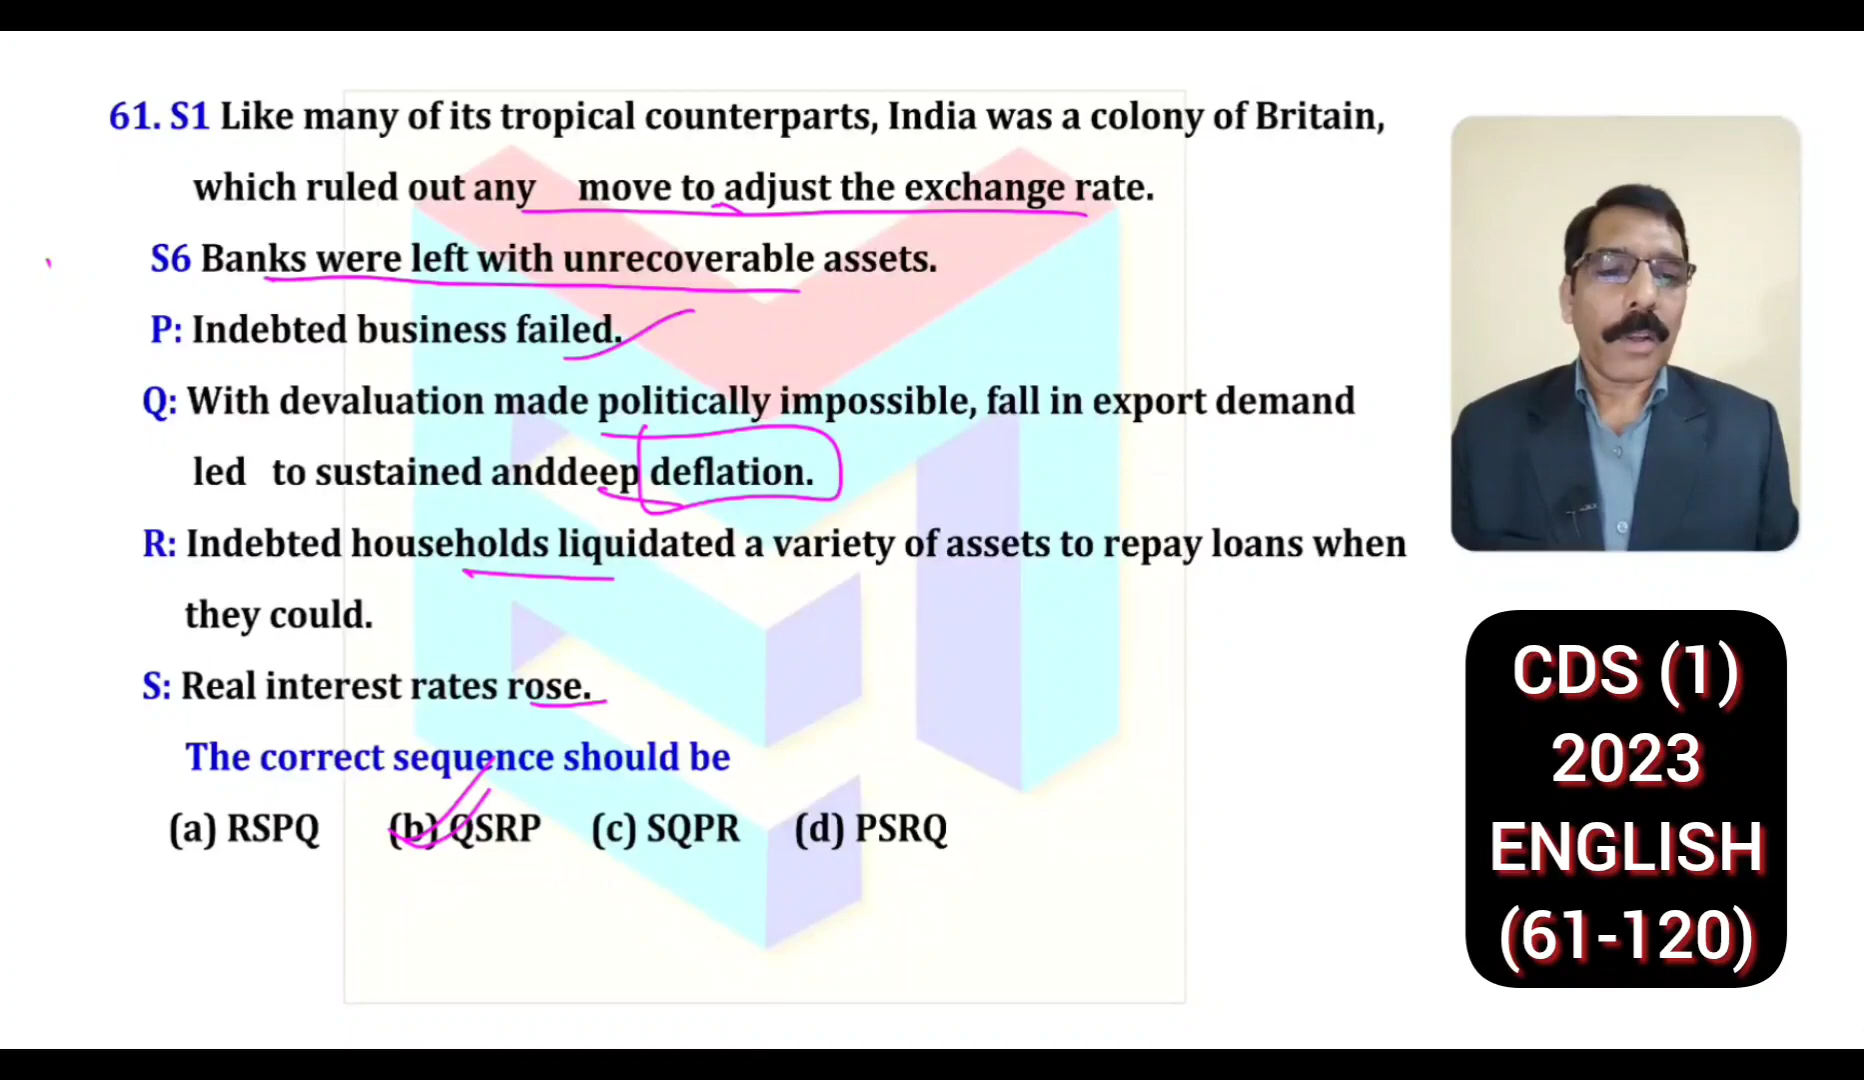 61. S1 Like many of its tropical counterparts, India was a colony of Britain,
which ruled out any move to adjust the exchange rate.
S6 Banks were left with unrecoverable assets.
P: Indebted business failed.
Q: With devaluation made politically impossible, fall in export demand
led to sustained anddeep deflation.
R: Indebted households liquidated a variety of assets to repay loans when
they could.
S: Real interest rates rose.
The correct sequence should be
(a) RSPQ (b) QSRP (c) SQPR (d) PSRQ
CDS (1)
2023
ENGLISH
(61-120)